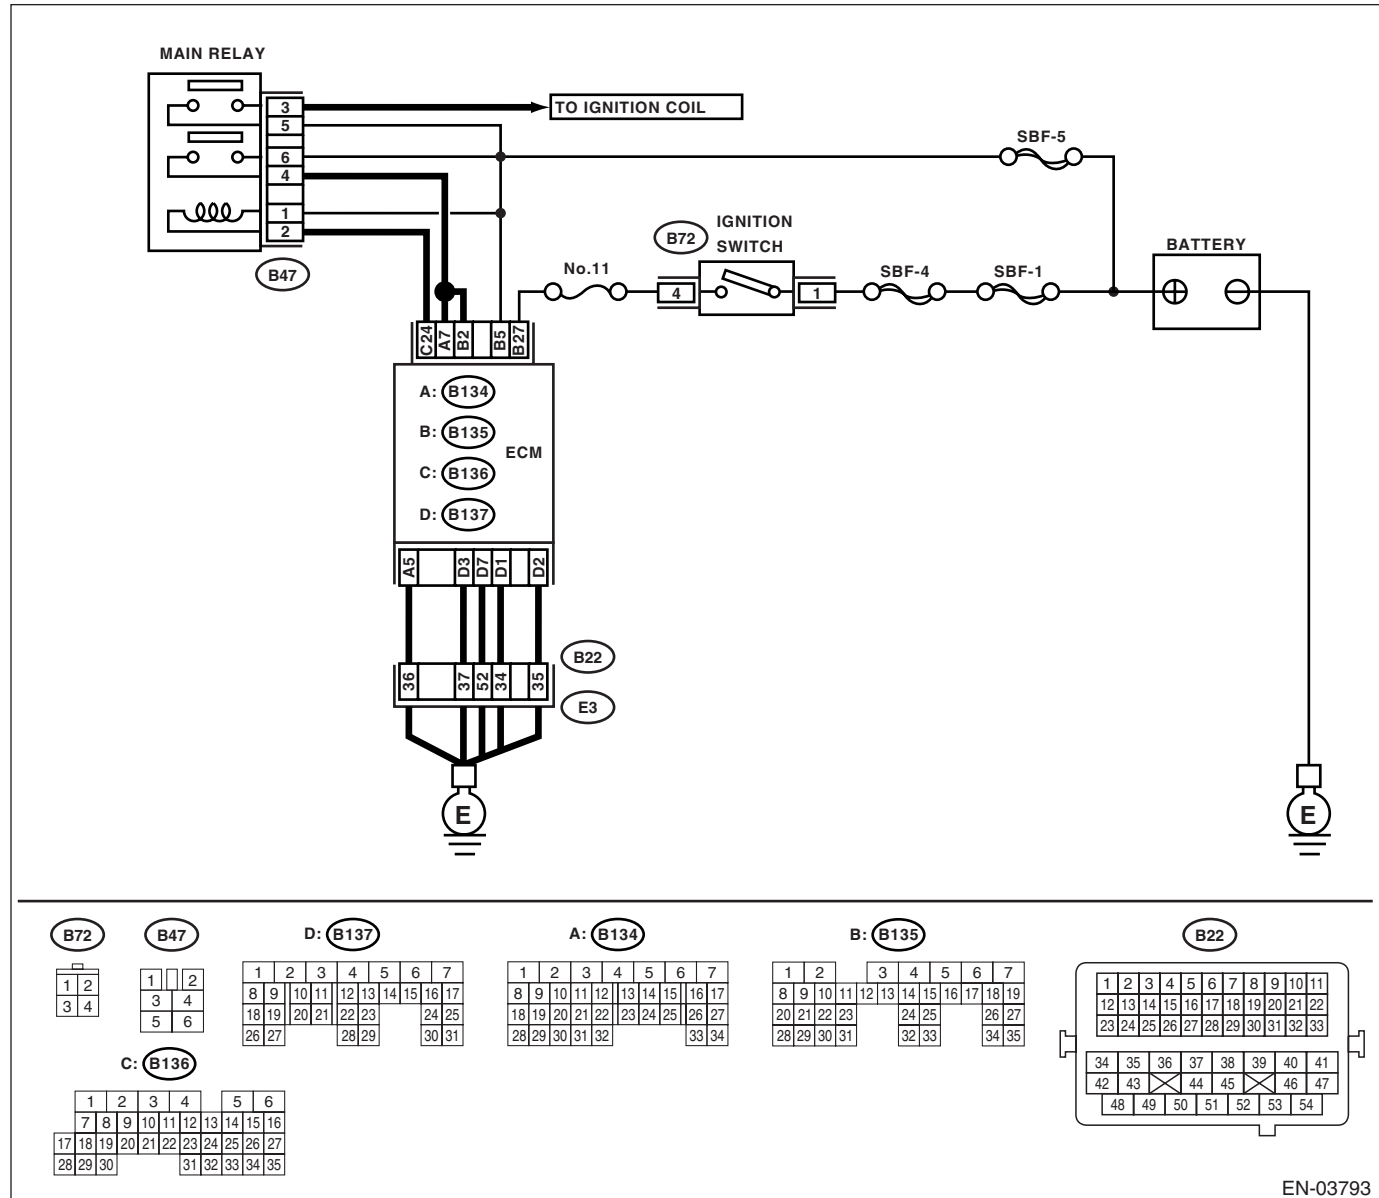 MAIN RELAY
3
TO IGNITION COIL
5
6
4
1
2
B47
SBF-5
B72
IGNITION
SWITCH
No.11
4
1
SBF-4
SBF-1
BATTERY
C24
A7
B2
B5
B27
A: B134
B: B135
ECM
C: B136
D: B137
A5
D3
D7
D1
D2
B22
36
37
52
34
35
E3
E
E
B72
1 2
3 4
B47
1 2
3 4
5 6
D: B137
1 2 3 4 5 6 7
8 9 10 11 12 13 14 15 16 17
18 19 20 21 22 23 24 25
26 27 28 29 30 31
A: B134
1 2 3 4 5 6 7
8 9 10 11 12 13 14 15 16 17
18 19 20 21 22 23 24 25 26 27
28 29 30 31 32 33 34
B: B135
1 2 3 4 5 6 7
8 9 10 11 12 13 14 15 16 17 18 19
20 21 22 23 24 25 26 27
28 29 30 31 32 33 34 35
B22
1 2 3 4 5 6 7 8 9 10 11
12 13 14 15 16 17 18 19 20 21 22
23 24 25 26 27 28 29 30 31 32 33
34 35 36 37 38 39 40 41
42 43 44 45 46 47
48 49 50 51 52 53 54
C: B136
1 2 3 4 5 6
7 8 9 10 11 12 13 14 15 16
17 18 19 20 21 22 23 24 25 26 27
28 29 30 31 32 33 34 35
EN-03793